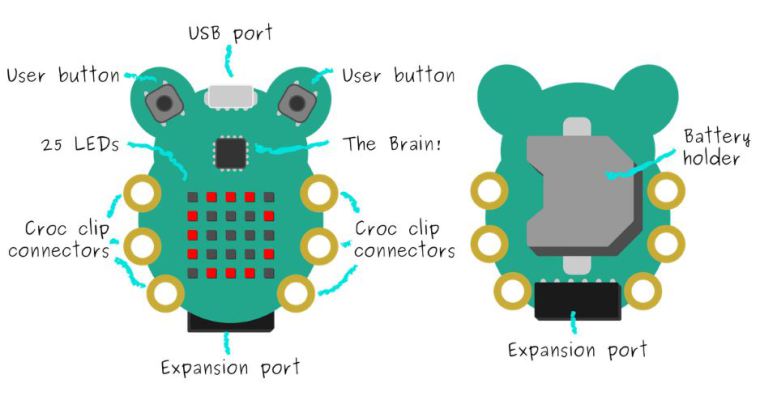 USB port
User button
User button
25 LEDs
The Brain!
Battery
holder
Croc clip
connectors
Croc clip
connectors
Expansion port
Expansion port